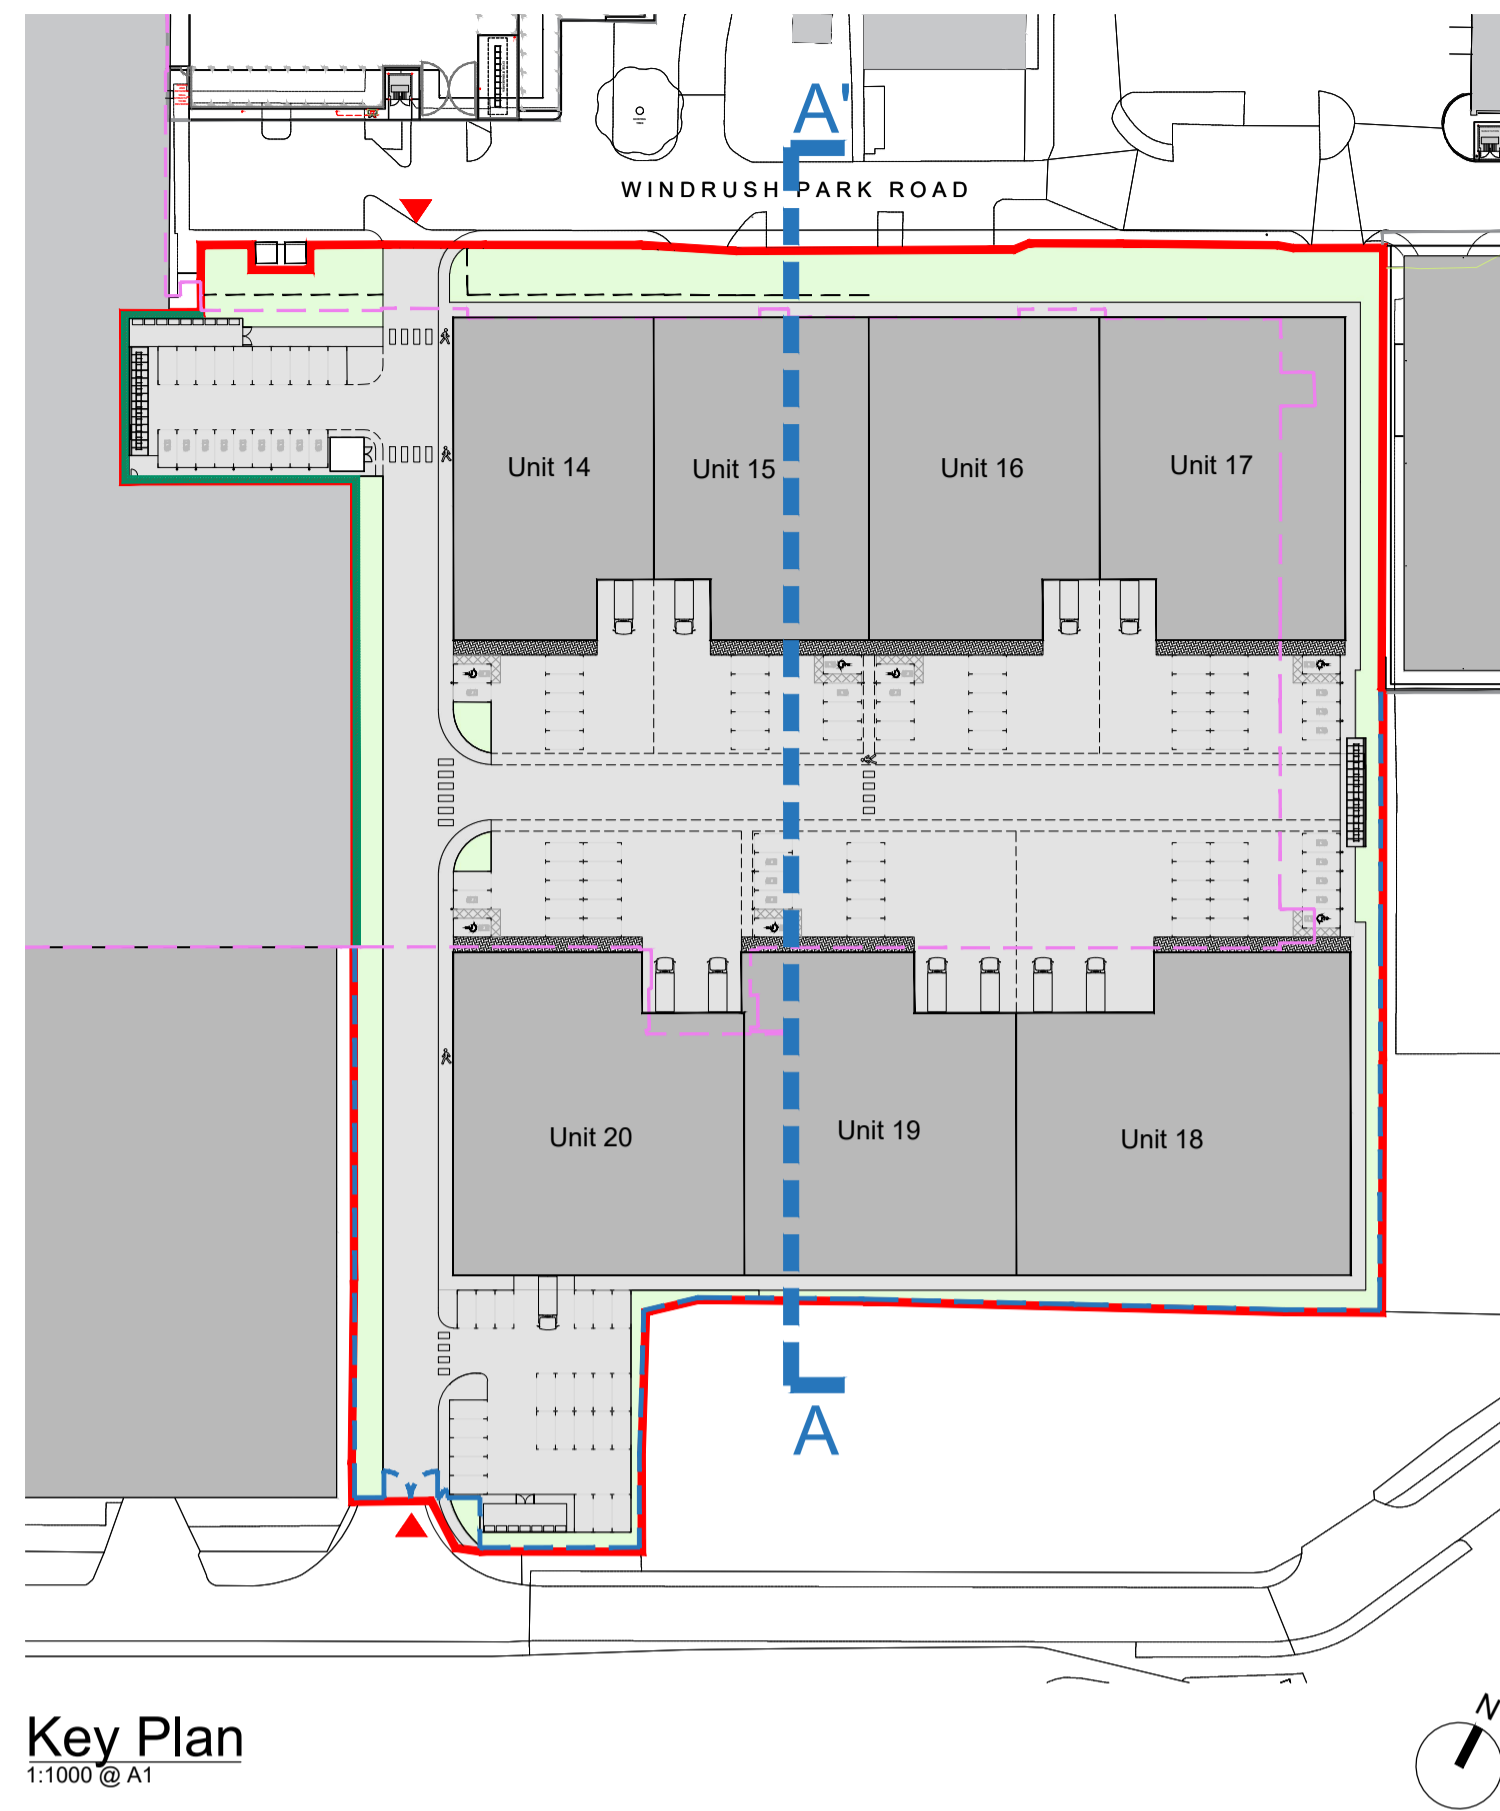 A'
WINDRUSH PARK ROAD
Unit 14
Unit 15
Unit 16
Unit 17
Unit 20
Unit 19
Unit 18
A
Key Plan
1:1000 @ A1
N